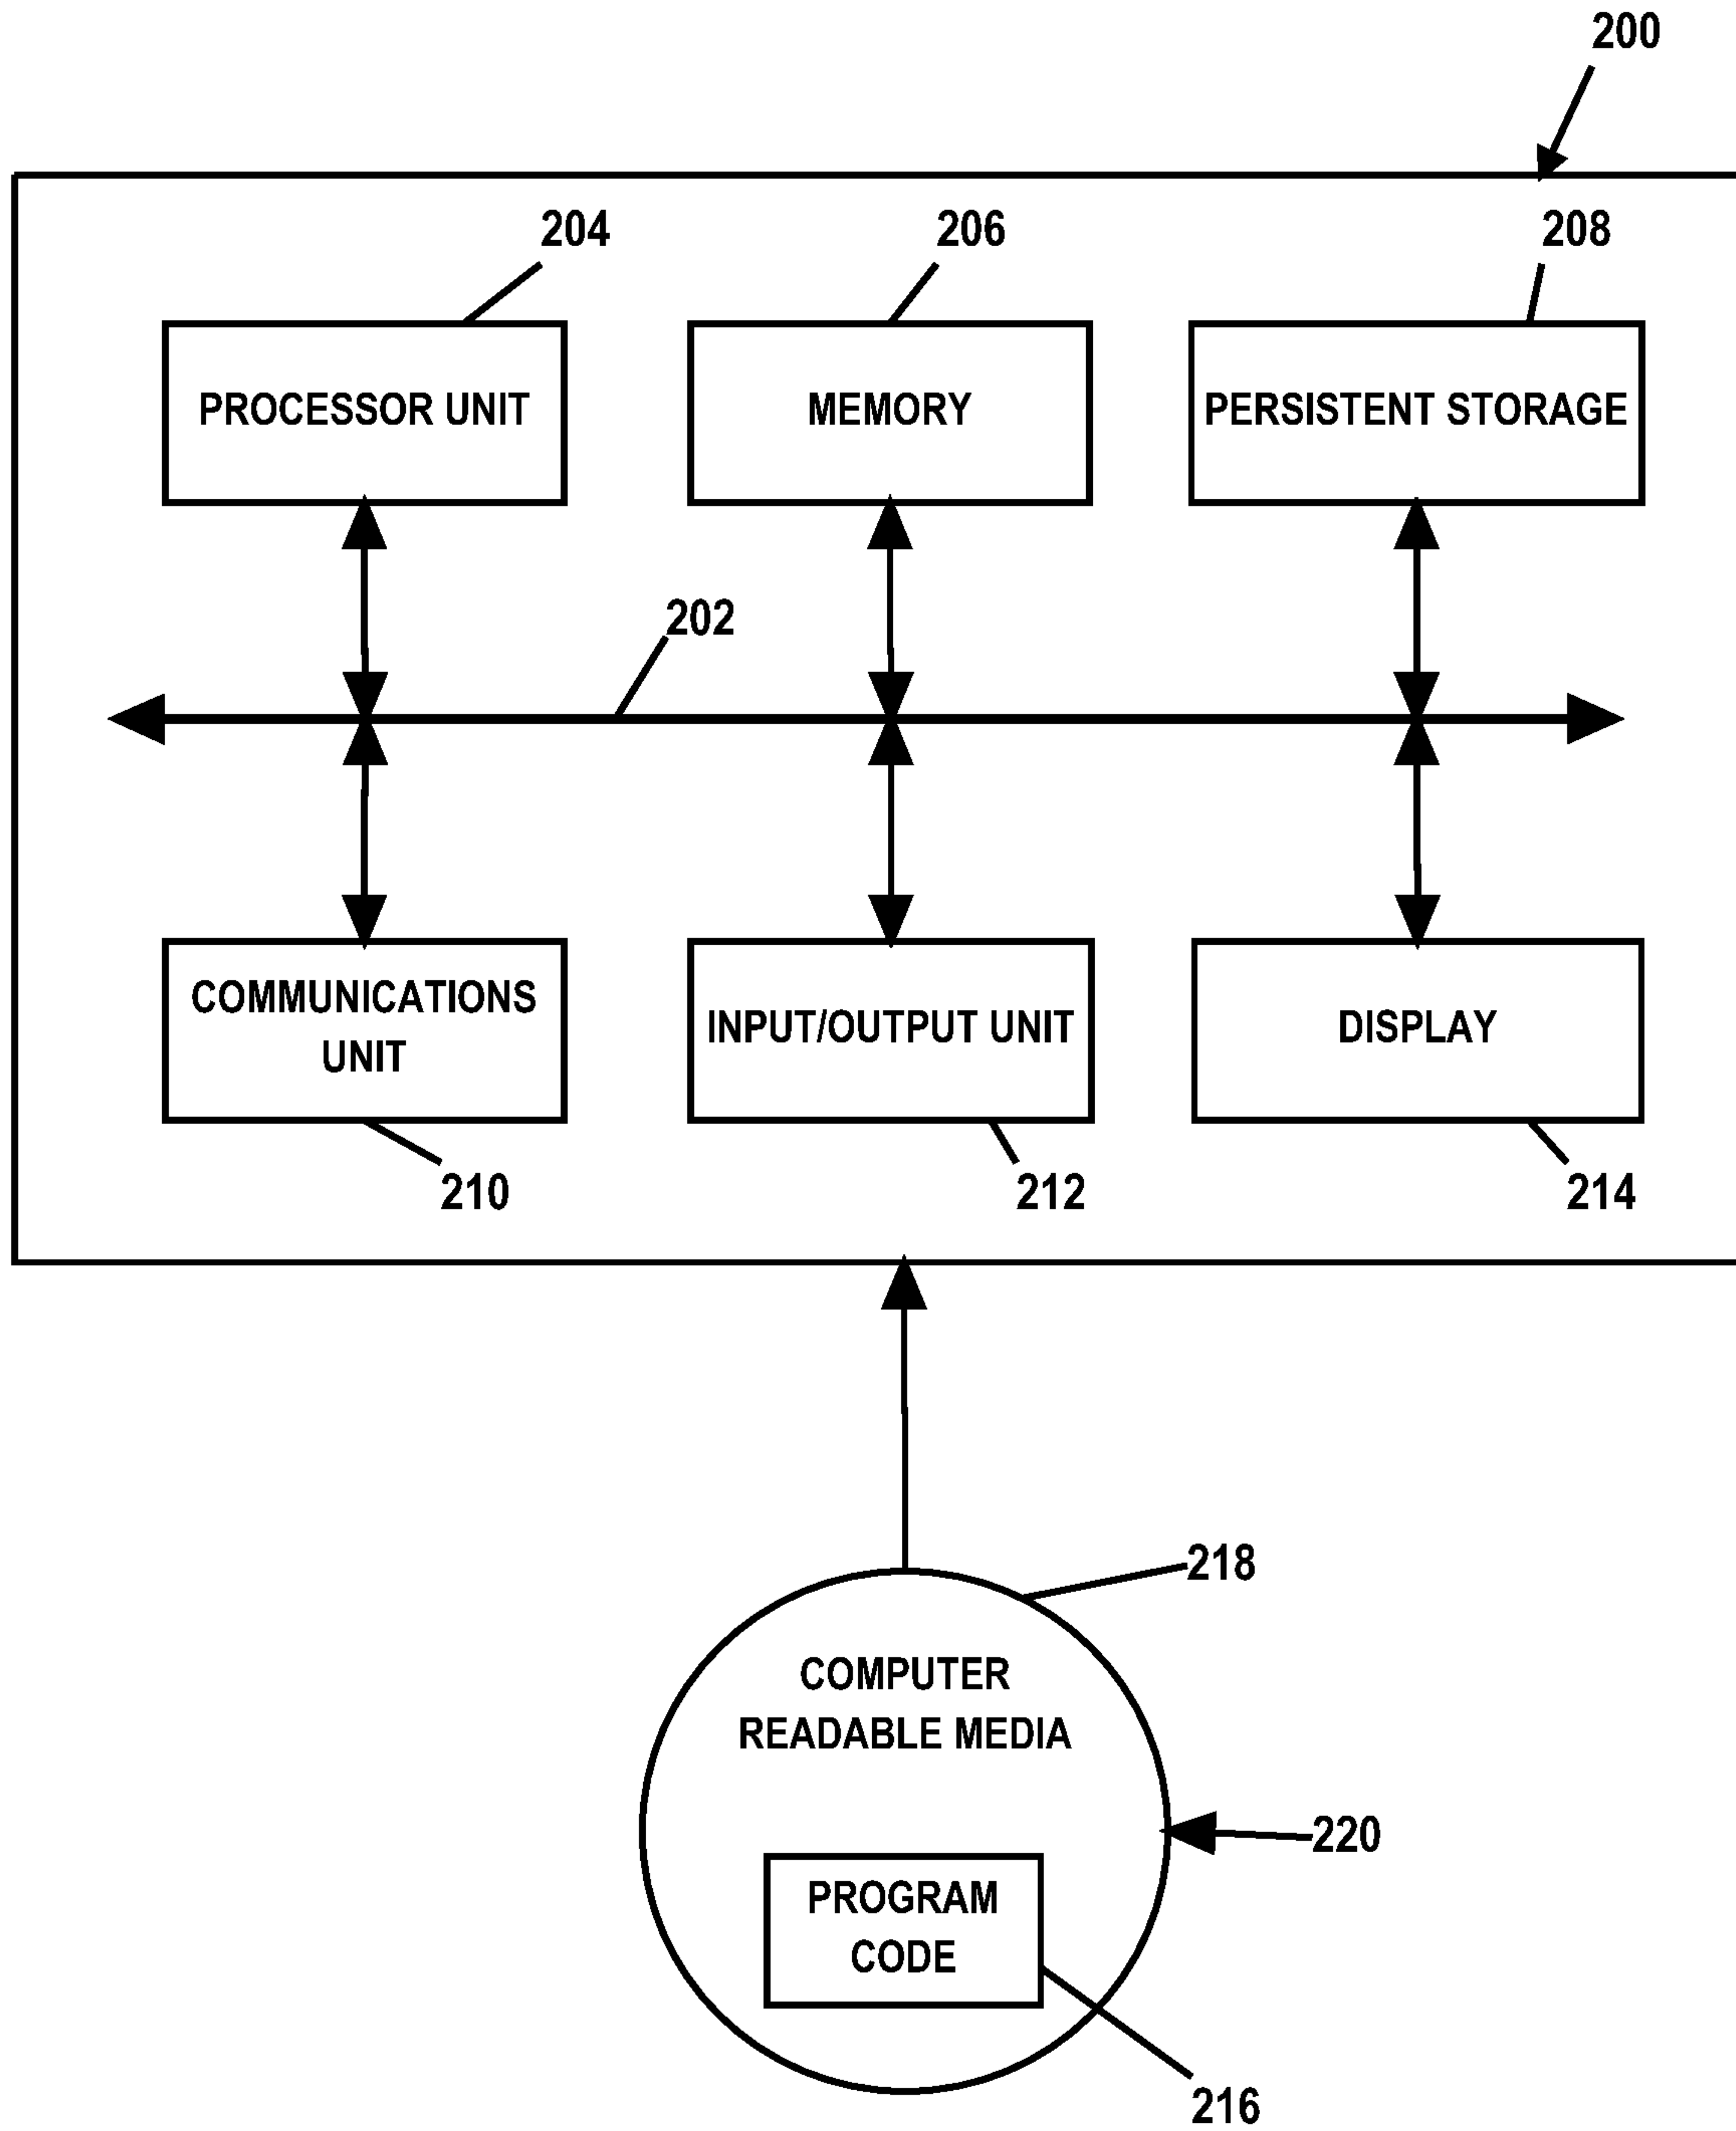 200
204
206
208
PROCESSOR UNIT
MEMORY
PERSISTENT STORAGE
202
COMMUNICATIONS
UNIT
INPUT/OUTPUT UNIT
DISPLAY
210
212
214
218
COMPUTER
READABLE MEDIA
220
PROGRAM
CODE
216